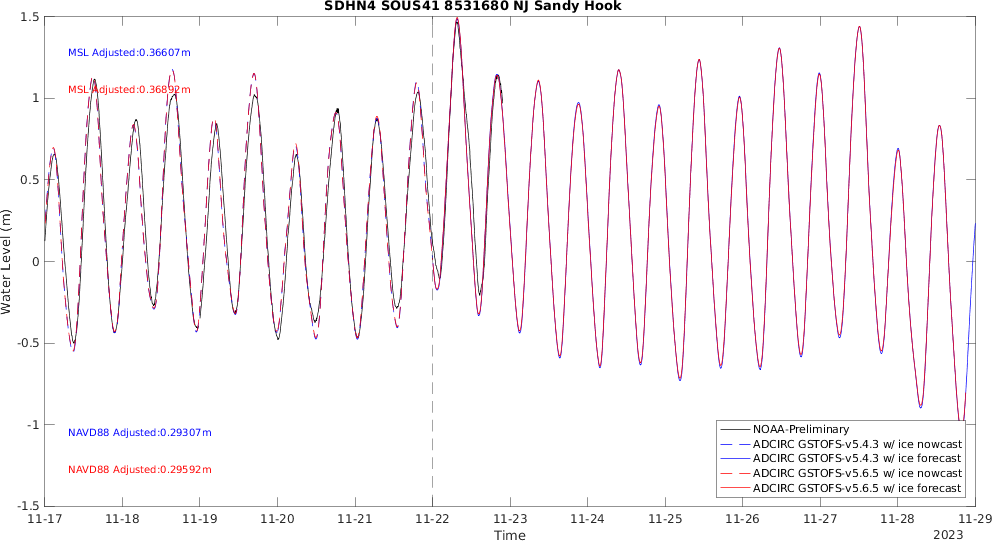 SDHN4 SOUS41 8531680 NJ Sandy Hook
1.5
1
0.5
0
-0.5
-1
-1.5
Water Level (m)
MSL Adjusted:0.36607m
MSL Adjusted:0.36892m
NAVD88 Adjusted:0.29307m
NAVD88 Adjusted:0.29592m
NOAA-Preliminary
ADCIRC GSTOFS-v5.4.3 w/ ice nowcast
ADCIRC GSTOFS-v5.4.3 w/ ice forecast
ADCIRC GSTOFS-v5.6.5 w/ ice nowcast
ADCIRC GSTOFS-v5.6.5 w/ ice forecast
11-17 11-18 11-19 11-20 11-21 11-22 11-23 11-24 11-25 11-26 11-27 11-28 11-29
Time
2023